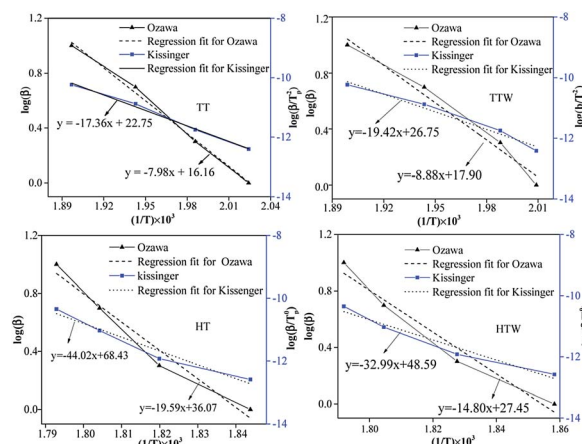 Ozawa
Regression fit for Ozawa
Kissinger
Regression fit for Kissinger
TT
y = -17.36x + 22.75
y = -7.98x + 16.16
1.2
0.8
0.4
0.0
log(β)
-8
-10
-12
-14
log(β/T²p)
1.89 1.92 1.95 1.98 2.01 2.04
(1/T)×10³
Ozawa
Regression fit for Ozawa
Kissinger
Regression fit for Kissinger
TTW
y=-19.42x+26.75
y=-8.88x+17.90
1.2
0.8
0.4
0.0
log(β)
-8
-10
-12
-14
1.89 1.92 1.95 1.98 2.01
(1/T)×10³
Ozawa
Regression fit for Ozawa
kissinger
Regression fit for Kissenger
HT
y=-44.02x+68.43
y=-19.59x+36.07
1.2
0.8
0.4
0.0
log(β)
-8
-10
-12
-14
1.79 1.80 1.81 1.82 1.83 1.84
(1/T)×10³
Ozawa
Regression fit for Ozawa
Kissinger
Regression fit for Kissinger
HTW
y=-32.99x+48.59
y=-14.80x+27.45
1.2
0.8
0.4
0.0
log(β)
-8
-10
-12
-14
1.80 1.82 1.84 1.86
(1/T)×10³